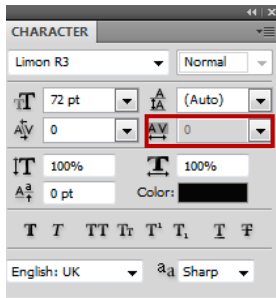 CHARACTER
Limon R3 Normal
72 pt (Auto)
0 0
100% 100%
0 pt Color:
T T TT Tr T¹ T₁ T T
English: UK aa Sharp